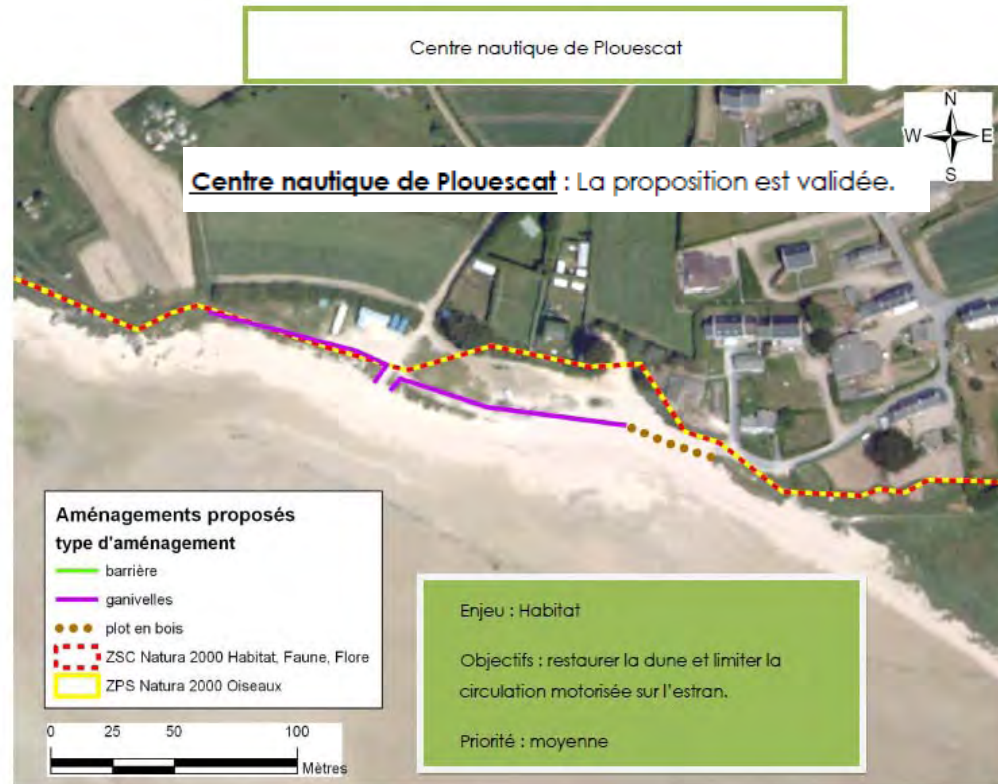 Centre nautique de Plouescat
N
W E
S
Centre nautique de Plouescat : La proposition est validée.
Aménagements proposés
type d'aménagement
barrière
ganivelles
plot en bois
ZSC Natura 2000 Habitat, Faune, Flore
ZPS Natura 2000 Oiseaux
0 25 50 100
Mètres
Enjeu : Habitat
Objectifs : restaurer la dune et limiter la
circulation motorisée sur l'estran.
Priorité : moyenne